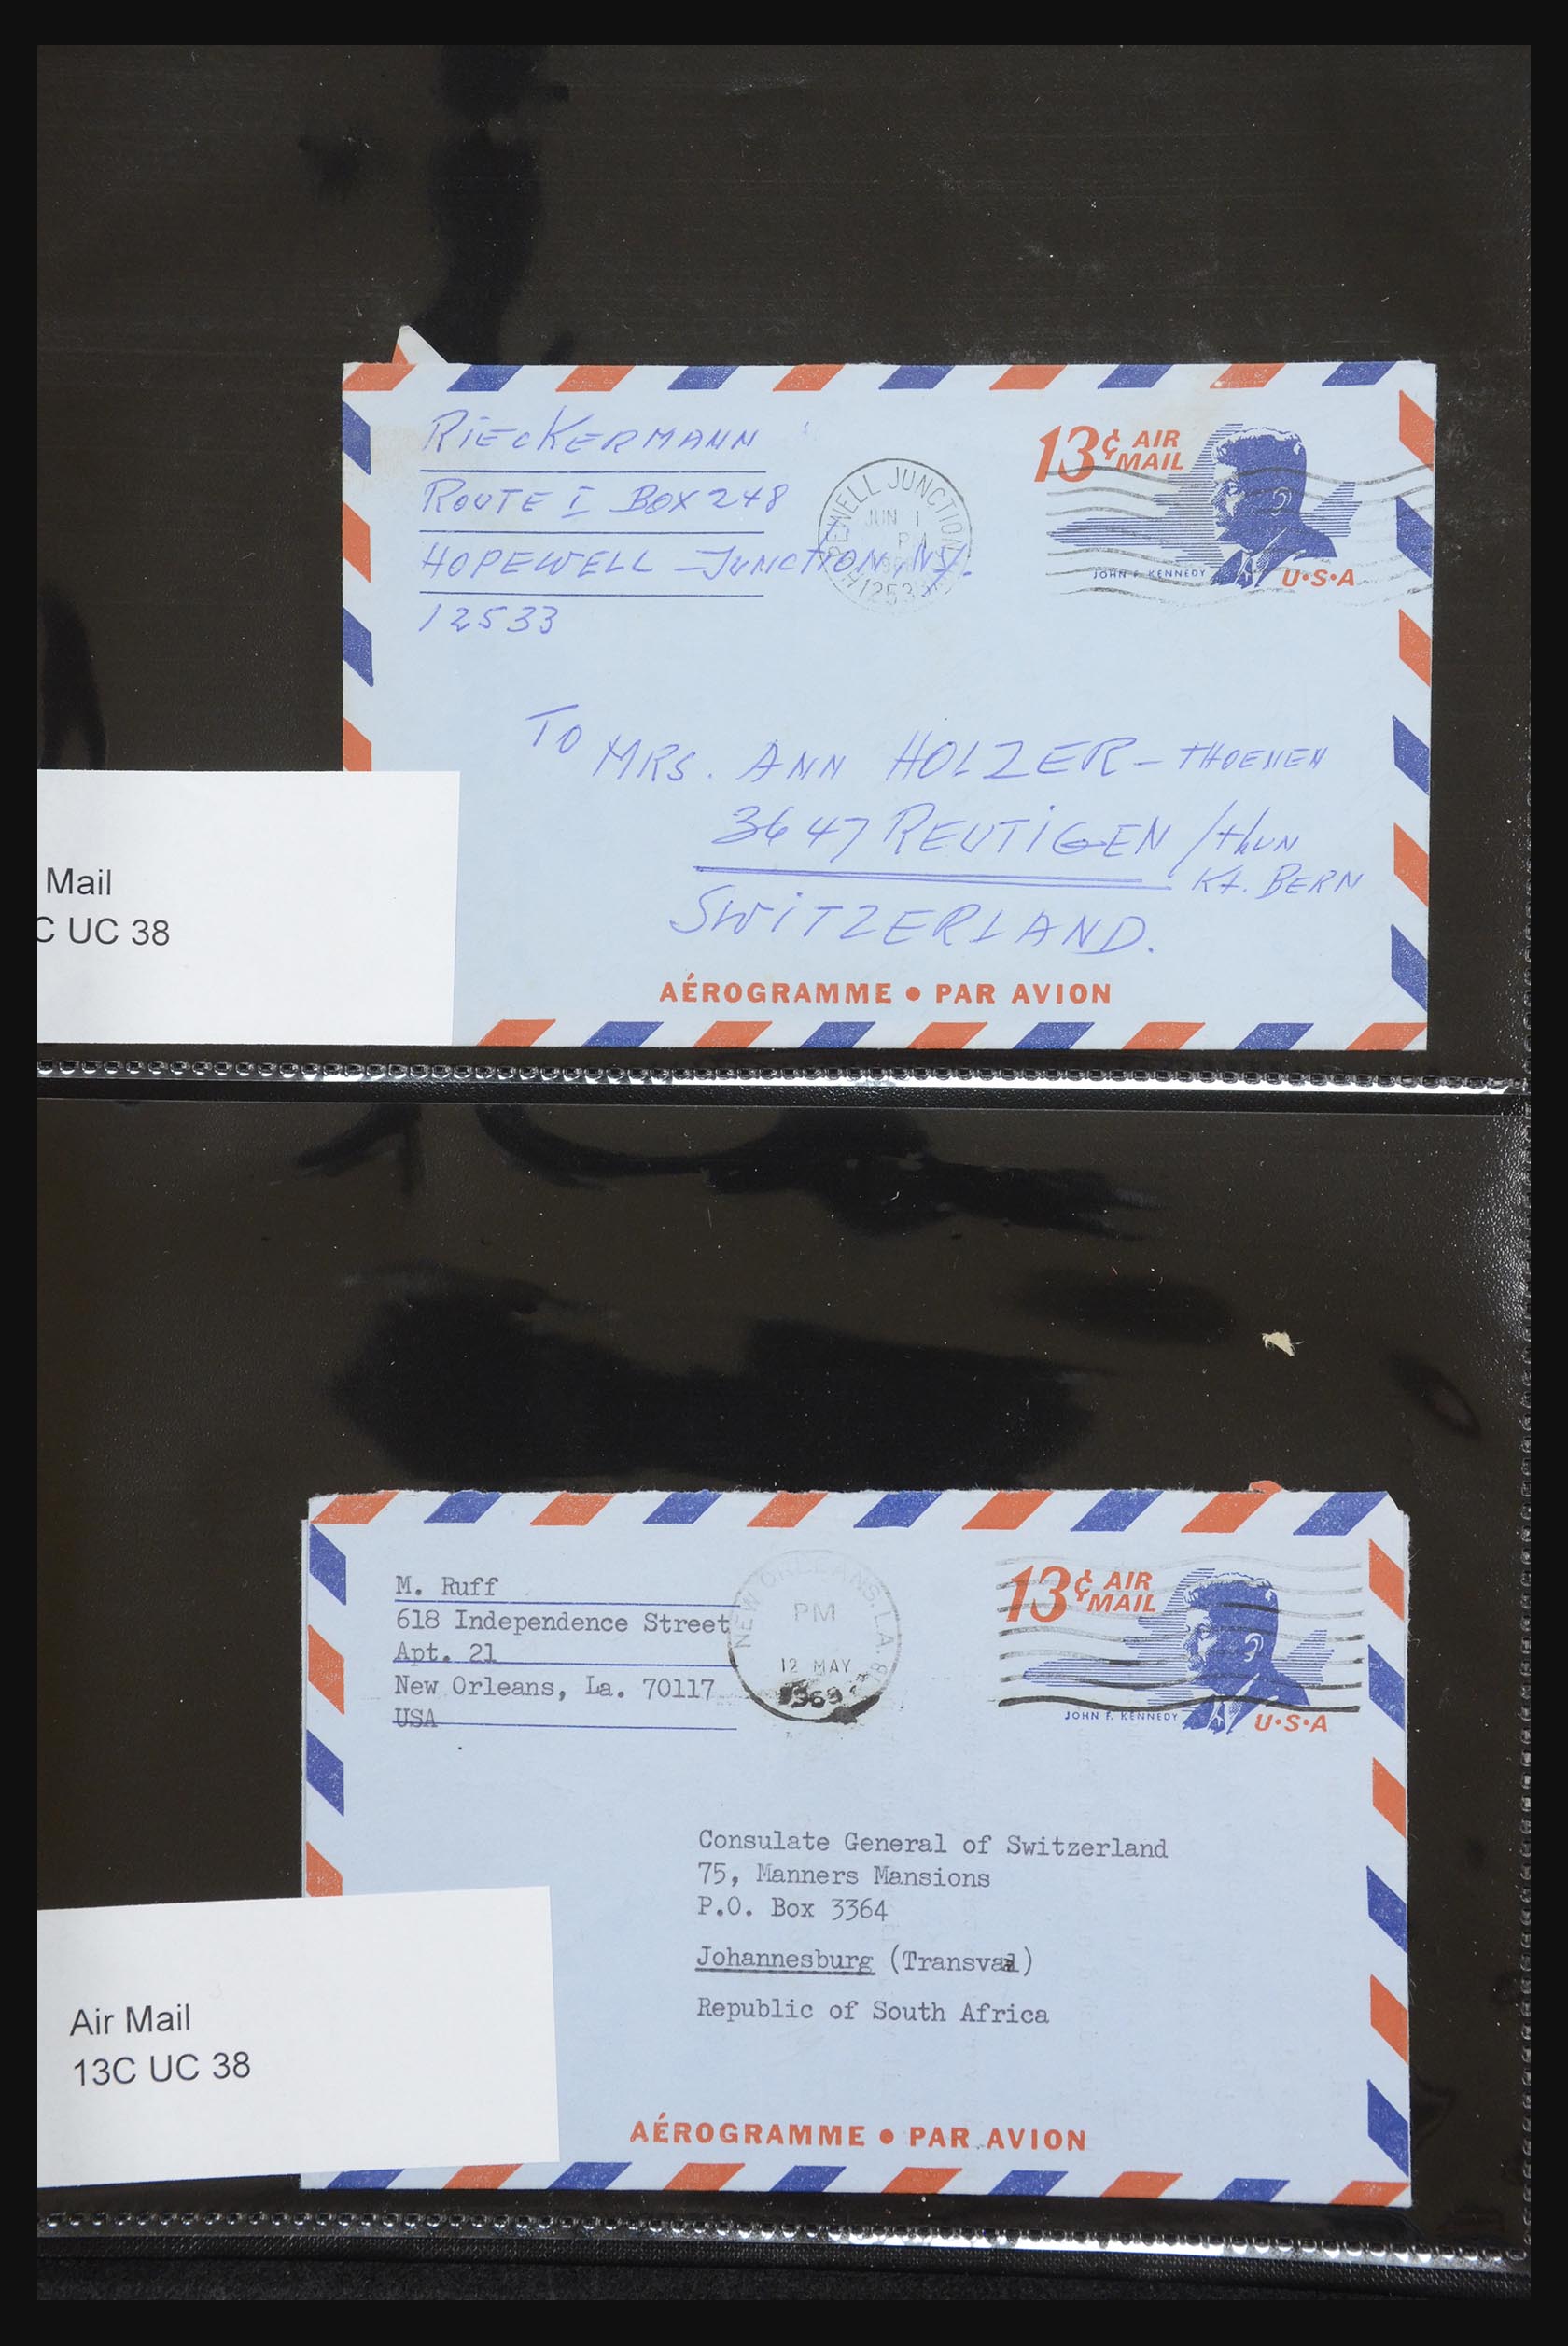 RIECKERMANN
ROUTE I BOX 248
HOPEWELL - JUNCTION, NY.
12533
PEWELL JUNCTION
JUN 1
PM
12533
13¢ AIR
MAIL
JOHN F. KENNEDY
U·S·A
TO MRS. ANN HOLZER - THOENEN
3647 REUTIGEN / thun
Kt. BERN
SWITZERLAND.
AÉROGRAMME • PAR AVION
Mail
C UC 38
M. Ruff
618 Independence Street
Apt. 21
New Orleans, La. 70117
USA
NEW ORLEANS, LA.
PM
12 MAY
1969
13¢ AIR
MAIL
JOHN F. KENNEDY
U·S·A
Consulate General of Switzerland
75, Manners Mansions
P.O. Box 3364
Johannesburg (Transval)
Republic of South Africa
AÉROGRAMME • PAR AVION
Air Mail
13C UC 38